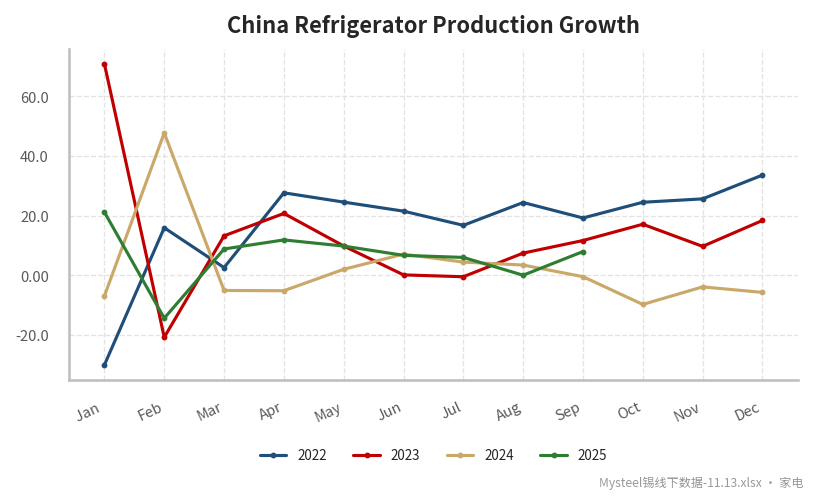 China Refrigerator Production Growth
60.0
40.0
20.0
0.00
-20.0
Jan Feb Mar Apr May Jun Jul Aug Sep Oct Nov Dec
2022 2023 2024 2025
Mysteel锡线下数据-11.13.xlsx • 家电